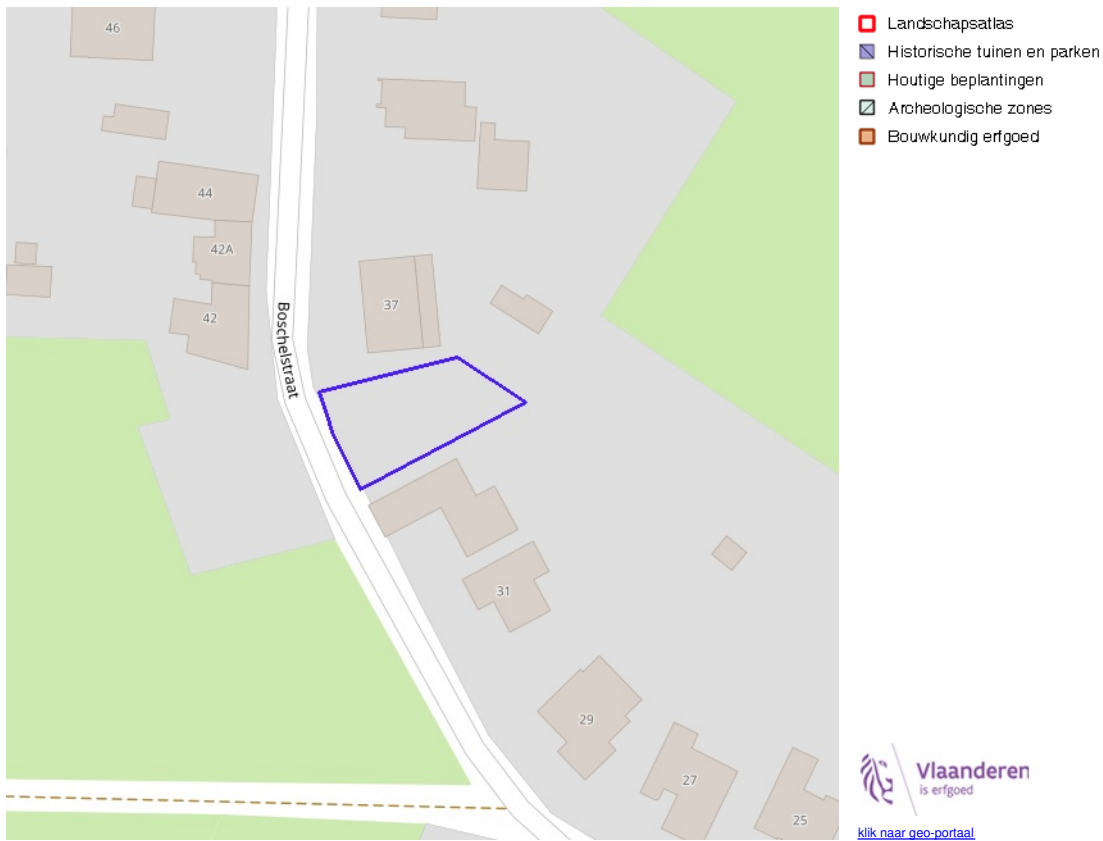 46
44
42A
42
37
Boschelstraat
31
29
27
25
Landschapsatlas
Historische tuinen en parken
Houtige beplantingen
Archeologische zones
Bouwkundig erfgoed
Vlaanderen
is erfgoed
klik naar geo-portaal